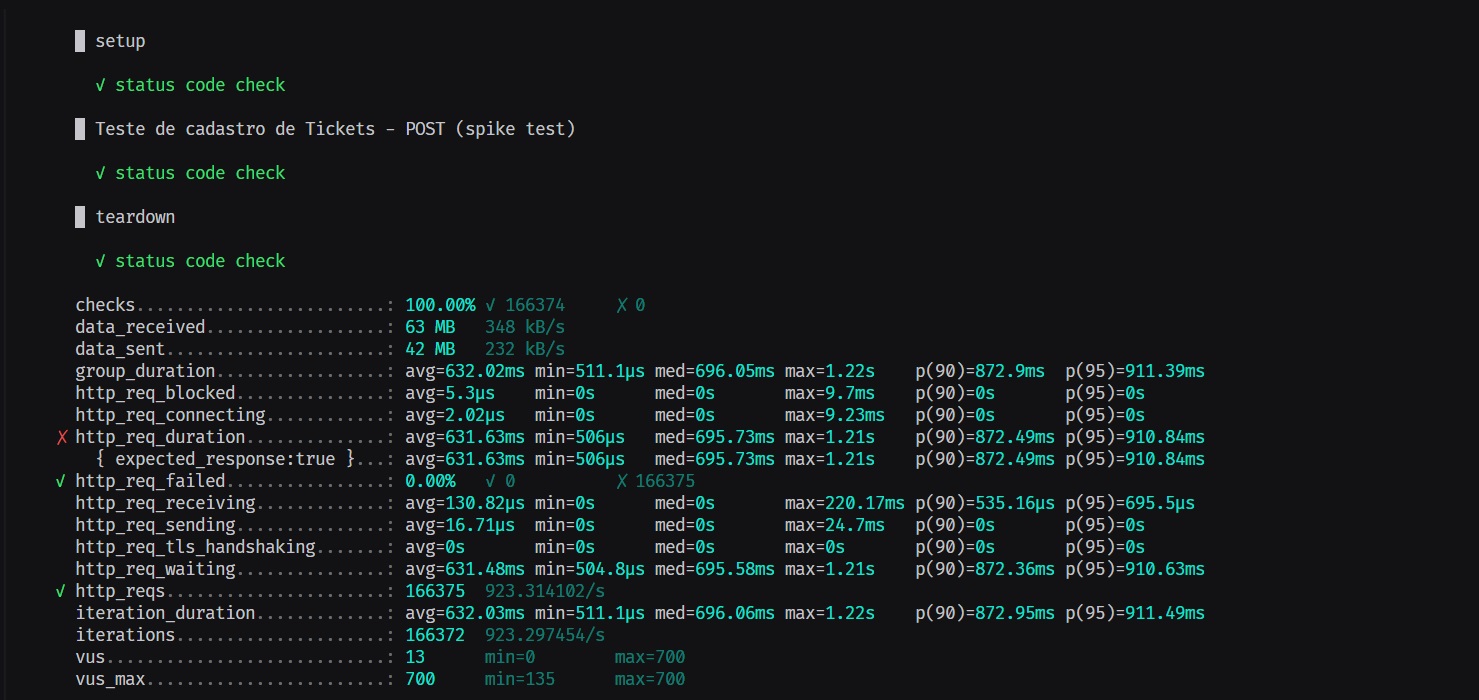 █ setup
✓ status code check
█ Teste de cadastro de Tickets - POST (spike test)
✓ status code check
█ teardown
✓ status code check
checks.........................: 100.00% ✓ 166374 ✗ 0
data_received..................: 63 MB 348 kB/s
data_sent......................: 42 MB 232 kB/s
group_duration.................: avg=632.02ms min=511.1µs med=696.05ms max=1.22s p(90)=872.9ms p(95)=911.39ms
http_req_blocked...............: avg=5.3µs min=0s med=0s max=9.7ms p(90)=0s p(95)=0s
http_req_connecting............: avg=2.02µs min=0s med=0s max=9.23ms p(90)=0s p(95)=0s
✗ http_req_duration..............: avg=631.63ms min=506µs med=695.73ms max=1.21s p(90)=872.49ms p(95)=910.84ms
{ expected_response:true }...: avg=631.63ms min=506µs med=695.73ms max=1.21s p(90)=872.49ms p(95)=910.84ms
✓ http_req_failed................: 0.00% ✓ 0 ✗ 166375
http_req_receiving.............: avg=130.82µs min=0s med=0s max=220.17ms p(90)=535.16µs p(95)=695.5µs
http_req_sending...............: avg=16.71µs min=0s med=0s max=24.7ms p(90)=0s p(95)=0s
http_req_tls_handshaking.......: avg=0s min=0s med=0s max=0s p(90)=0s p(95)=0s
http_req_waiting...............: avg=631.48ms min=504.8µs med=695.58ms max=1.21s p(90)=872.36ms p(95)=910.63ms
✓ http_reqs......................: 166375 923.314102/s
iteration_duration.............: avg=632.03ms min=511.1µs med=696.06ms max=1.22s p(90)=872.95ms p(95)=911.49ms
iterations.....................: 166372 923.297454/s
vus............................: 13 min=0 max=700
vus_max........................: 700 min=135 max=700